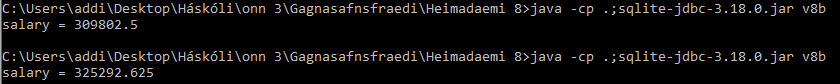 C:\Users\addi\Desktop\Háskóli\onn 3\Gagnasafnsfraedi\Heimadaemi 8>java -cp .;sqlite-jdbc-3.18.0.jar v8b
salary = 309802.5
C:\Users\addi\Desktop\Háskóli\onn 3\Gagnasafnsfraedi\Heimadaemi 8>java -cp .;sqlite-jdbc-3.18.0.jar v8b
salary = 325292.625